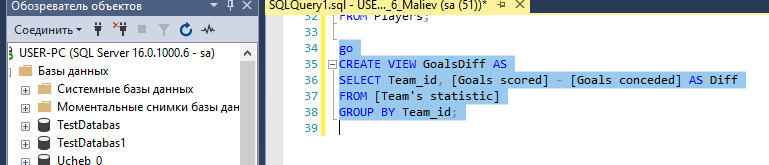 Обозреватель объектов
Соединить
USER-PC (SQL Server 16.0.1000.6 - sa)
Базы данных
Системные базы данных
Моментальные снимки базы дан
TestDatabas
TestDatabas1
Ucheb_0
SQLQuery1.sql - USE..._6_Maliev (sa (51))*
32 FROM Players;
33
34 go
35 CREATE VIEW GoalsDiff AS
36 SELECT Team_id, [Goals scored] - [Goals conceded] AS Diff
37 FROM [Team's statistic]
38 GROUP BY Team_id;
39